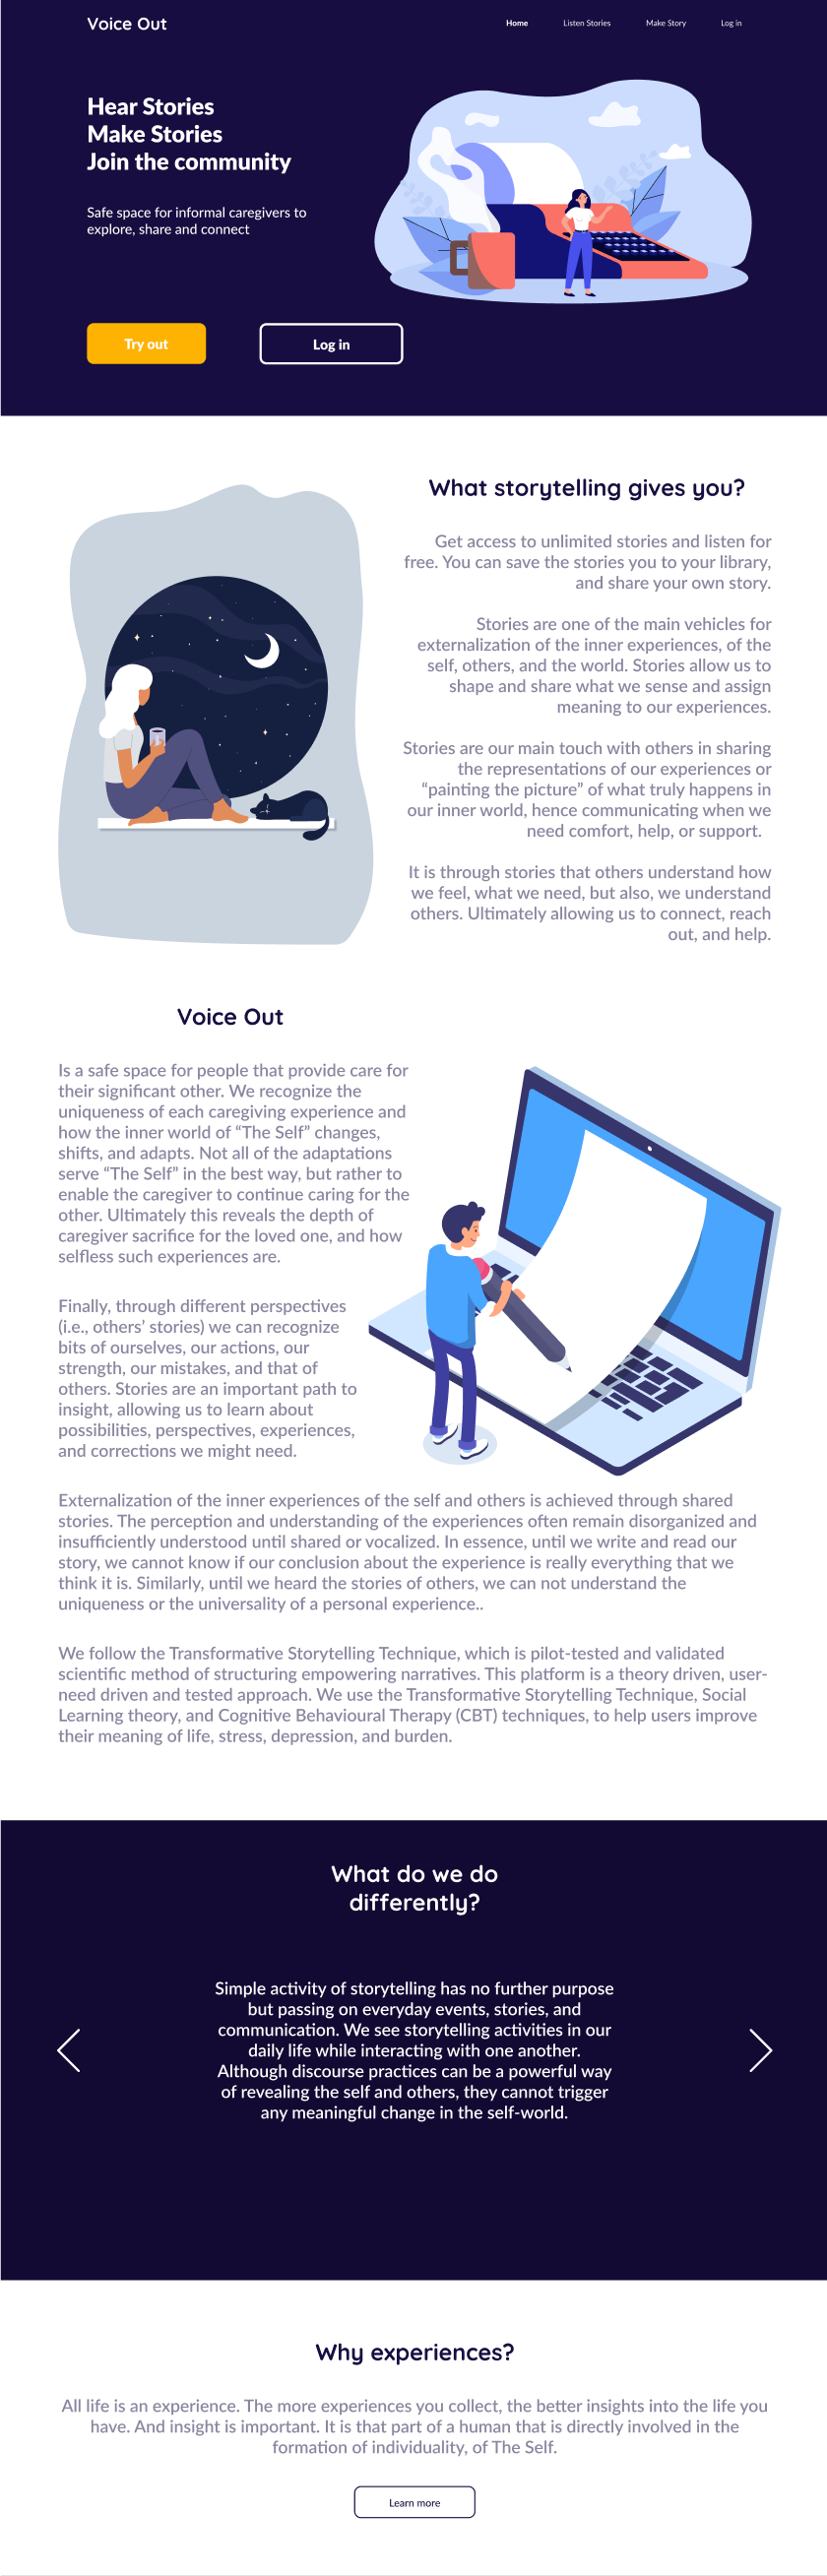 Voice Out
Home
Listen Stories
Make Story
Log in
Hear Stories
Make Stories
Join the community
Safe space for informal caregivers to
explore, share and connect
Try out
Log in
What storytelling gives you?
Get access to unlimited stories and listen for
free. You can save the stories you to your library,
and share your own story.
Stories are one of the main vehicles for
externalization of the inner experiences, of the
self, others, and the world. Stories allow us to
shape and share what we sense and assign
meaning to our experiences.
Stories are our main touch with others in sharing
the representations of our experiences or
“painting the picture” of what truly happens in
our inner world, hence communicating when we
need comfort, help, or support.
It is through stories that others understand how
we feel, what we need, but also, we understand
others. Ultimately allowing us to connect, reach
out, and help.
Voice Out
Is a safe space for people that provide care for
their significant other. We recognize the
uniqueness of each caregiving experience and
how the inner world of “The Self” changes,
shifts, and adapts. Not all of the adaptations
serve “The Self” in the best way, but rather to
enable the caregiver to continue caring for the
other. Ultimately this reveals the depth of
caregiver sacrifice for the loved one, and how
selfless such experiences are.
Finally, through different perspectives
(i.e., others’ stories) we can recognize
bits of ourselves, our actions, our
strength, our mistakes, and that of
others. Stories are an important path to
insight, allowing us to learn about
possibilities, perspectives, experiences,
and corrections we might need.
Externalization of the inner experiences of the self and others is achieved through shared
stories. The perception and understanding of the experiences often remain disorganized and
insufficiently understood until shared or vocalized. In essence, until we write and read our
story, we cannot know if our conclusion about the experience is really everything that we
think it is. Similarly, until we heard the stories of others, we can not understand the
uniqueness or the universality of a personal experience..
We follow the Transformative Storytelling Technique, which is pilot-tested and validated
scientific method of structuring empowering narratives. This platform is a theory driven, user-
need driven and tested approach. We use the Transformative Storytelling Technique, Social
Learning theory, and Cognitive Behavioural Therapy (CBT) techniques, to help users improve
their meaning of life, stress, depression, and burden.
What do we do
differently?
Simple activity of storytelling has no further purpose
but passing on everyday events, stories, and
communication. We see storytelling activities in our
daily life while interacting with one another.
Although discourse practices can be a powerful way
of revealing the self and others, they cannot trigger
any meaningful change in the self-world.
Why experiences?
All life is an experience. The more experiences you collect, the better insights into the life you
have. And insight is important. It is that part of a human that is directly involved in the
formation of individuality, of The Self.
Learn more